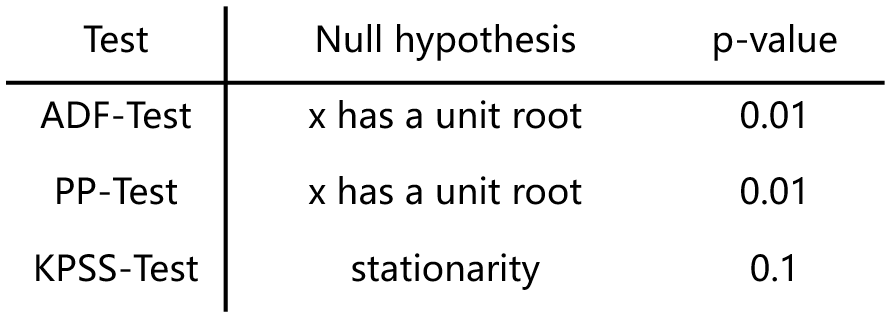 Test Null hypothesis p-value
ADF-Test x has a unit root 0.01
PP-Test x has a unit root 0.01
KPSS-Test stationarity 0.1